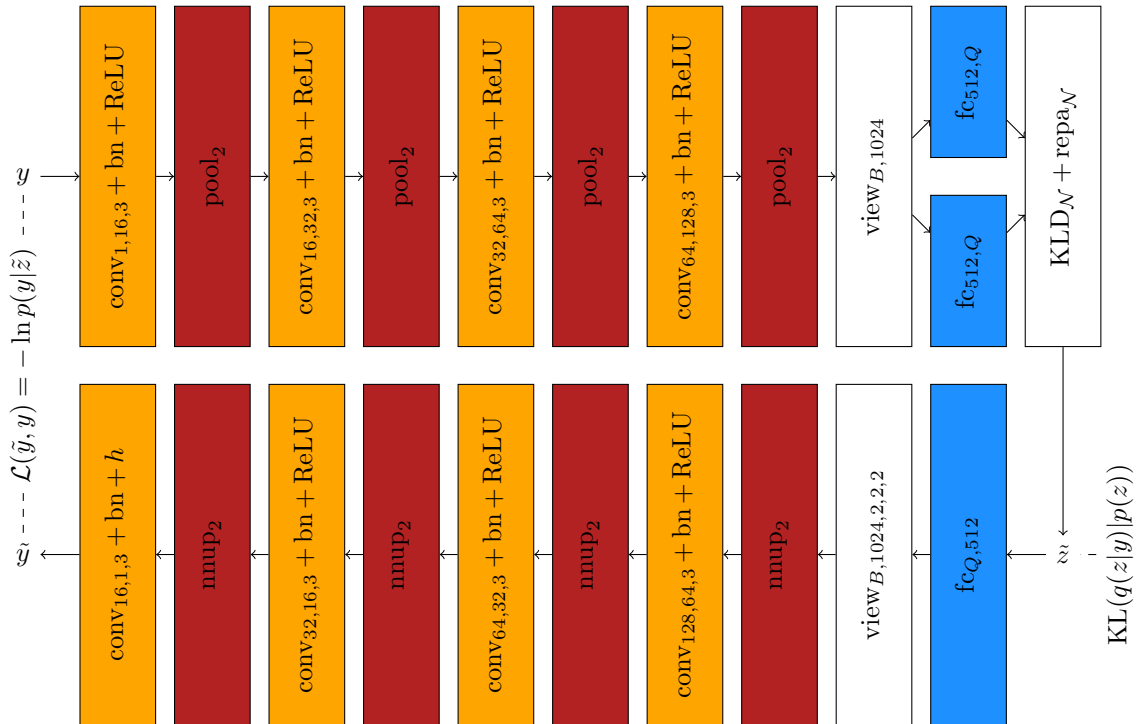 y
conv1,16,3 + bn + ReLU
pool2
conv16,32,3 + bn + ReLU
pool2
conv32,64,3 + bn + ReLU
pool2
conv64,128,3 + bn + ReLU
pool2
viewB,1024
fc512,Q
fc512,Q
KLD𝒩 + repa𝒩
ℒ(ỹ, y) = − ln p(y|z̃)
ỹ
conv16,1,3 + bn + h
nnup2
conv32,16,3 + bn + ReLU
nnup2
conv64,32,3 + bn + ReLU
nnup2
conv128,64,3 + bn + ReLU
nnup2
viewB,1024,2,2,2
fcQ,512
z̃
KL(q(z|y)|p(z))